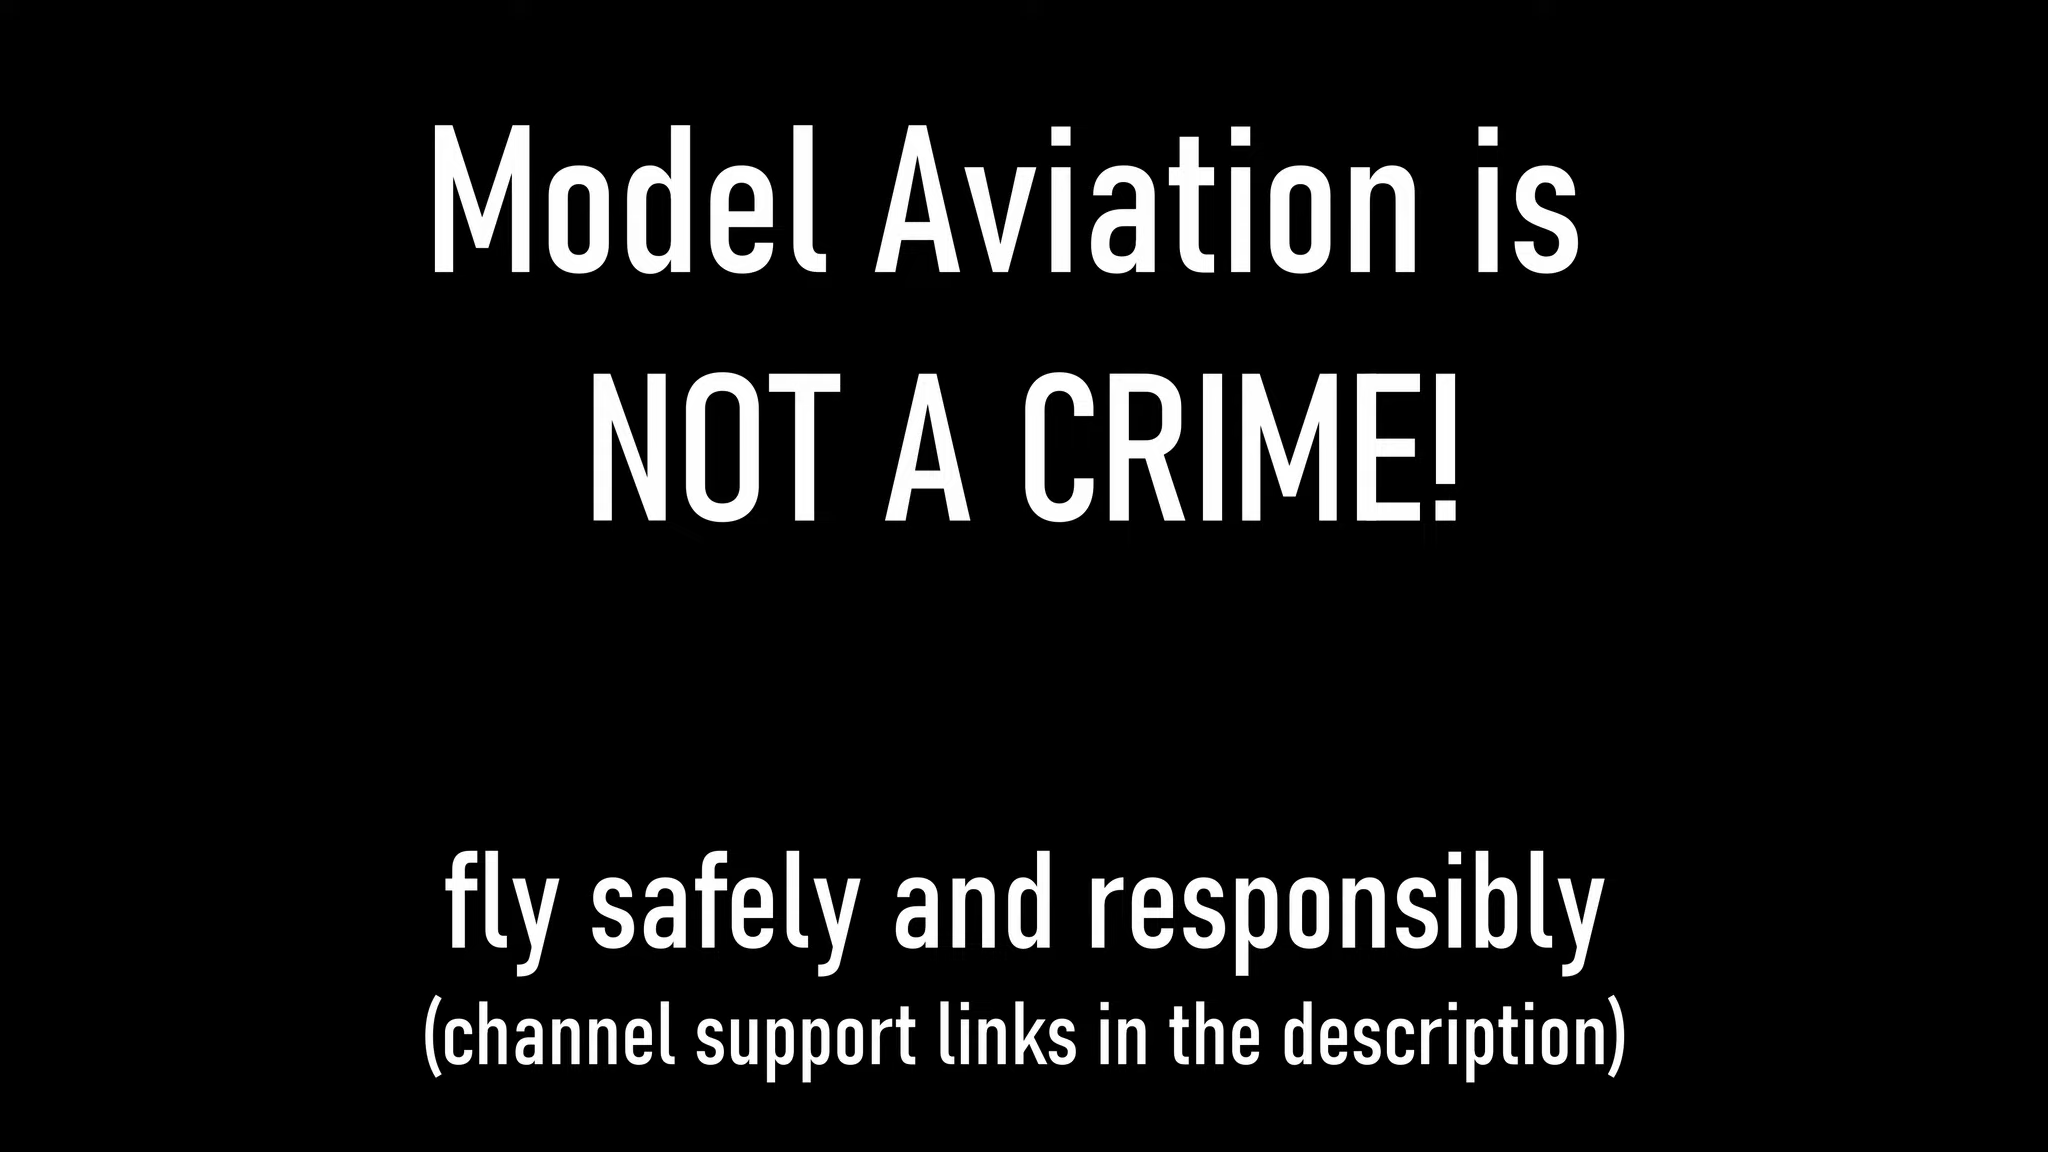 Model Aviation is
NOT A CRIME!
fly safely and responsibly
(channel support links in the description)